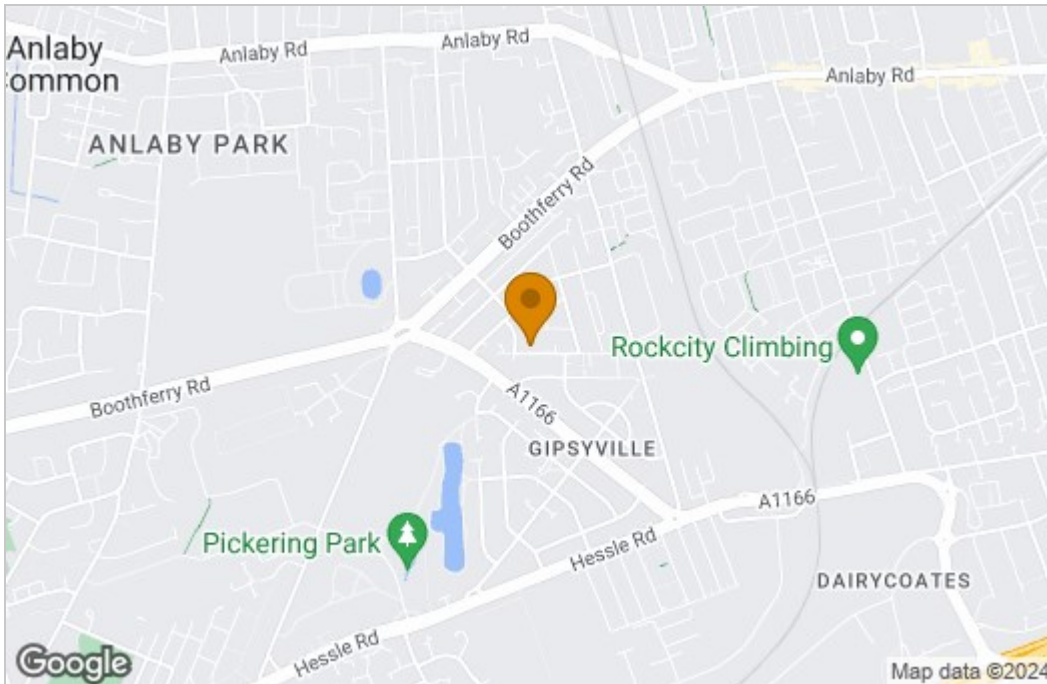 Anlaby Rd
Anlaby Rd
Anlaby
ommon
Anlaby Rd
ANLABY PARK
Boothferry Rd
Rockcity Climbing
Boothferry Rd
A1166
GIPSYVILLE
A1166
Pickering Park
Hessle Rd
DAIRYCOATES
Hessle Rd
Google
Map data ©2024